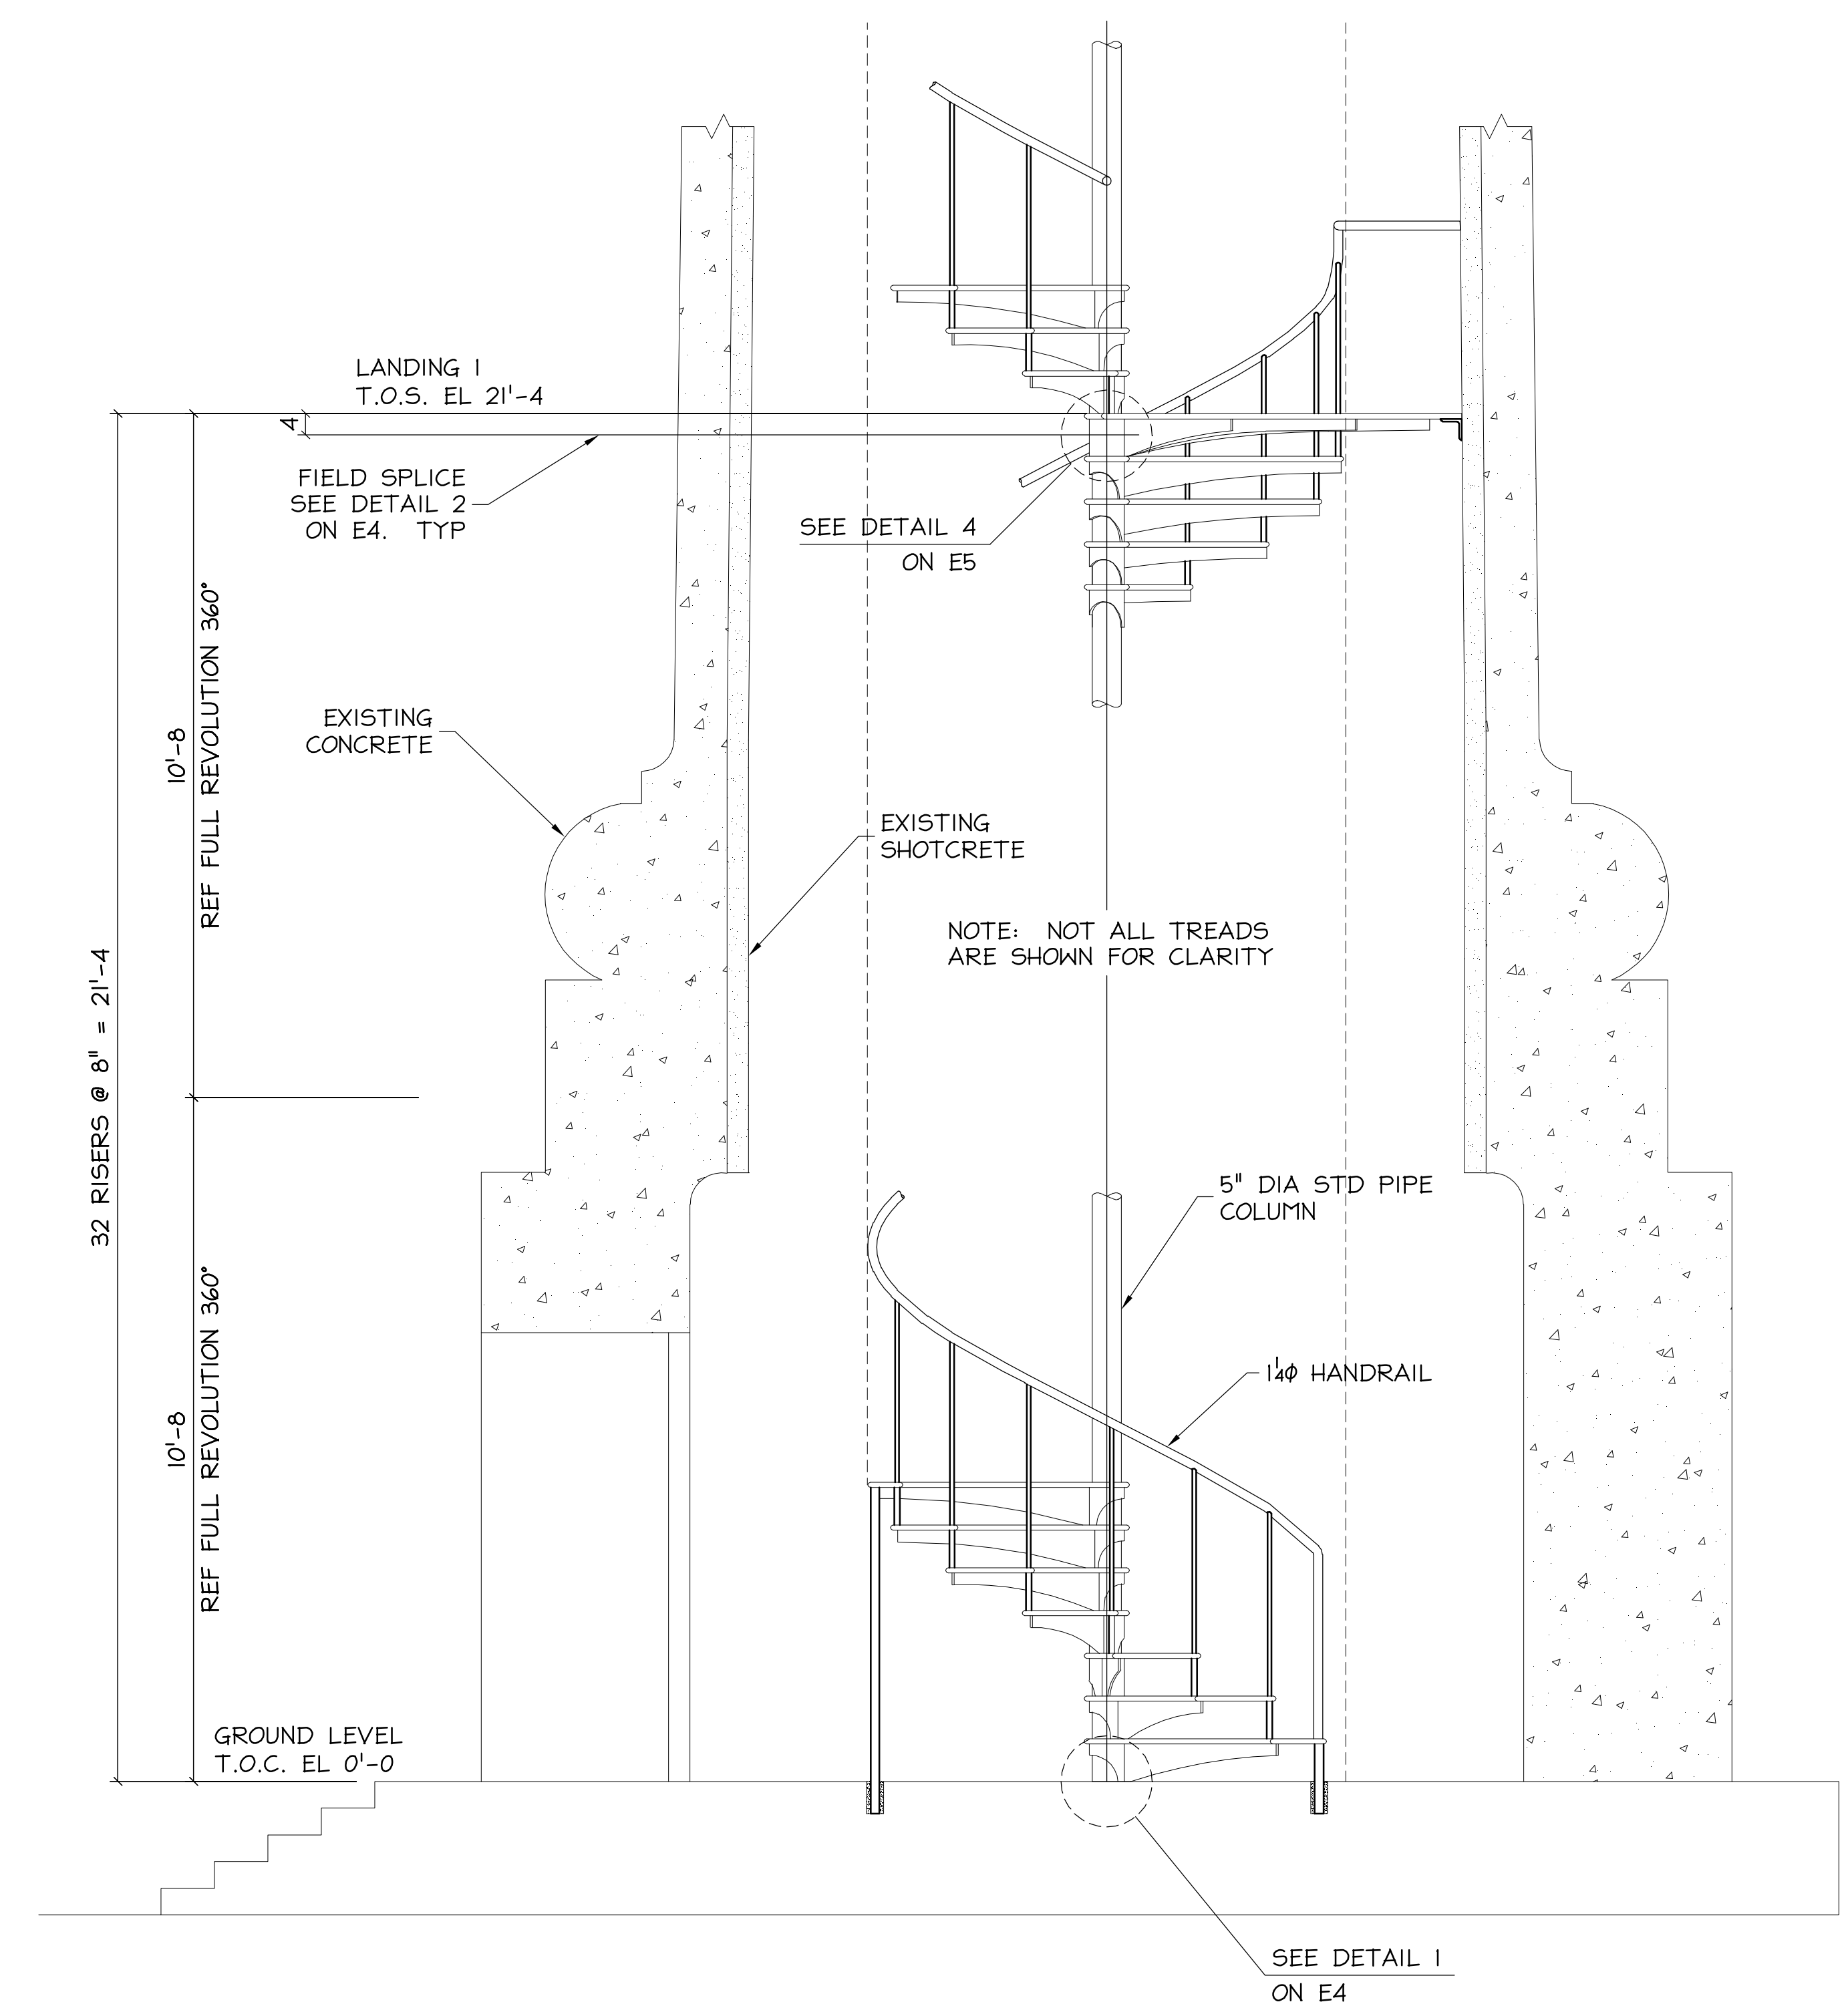 LANDING 1
T.O.S. EL 21'-4
4
FIELD SPLICE
SEE DETAIL 2
ON E4. TYP
SEE DETAIL 4
ON E5
32 RISERS @ 8" = 21'-4
10'-8
REF FULL REVOLUTION 360°
EXISTING
CONCRETE
EXISTING
SHOTCRETE
NOTE: NOT ALL TREADS
ARE SHOWN FOR CLARITY
5" DIA STD PIPE
COLUMN
10'-8
REF FULL REVOLUTION 360°
1¼Ø HANDRAIL
GROUND LEVEL
T.O.C. EL 0'-0
SEE DETAIL 1
ON E4